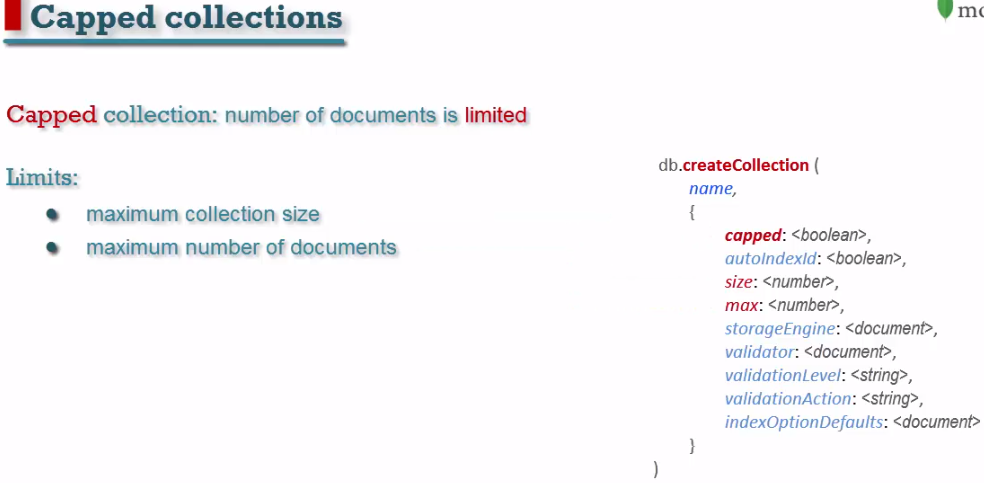 Capped collections
Capped collection: number of documents is limited
Limits:
● maximum collection size
● maximum number of documents
db.createCollection (
name,
{
capped: <boolean>,
autoIndexId: <boolean>,
size: <number>,
max: <number>,
storageEngine: <document>,
validator: <document>,
validationLevel: <string>,
validationAction: <string>,
indexOptionDefaults: <document>
}
)